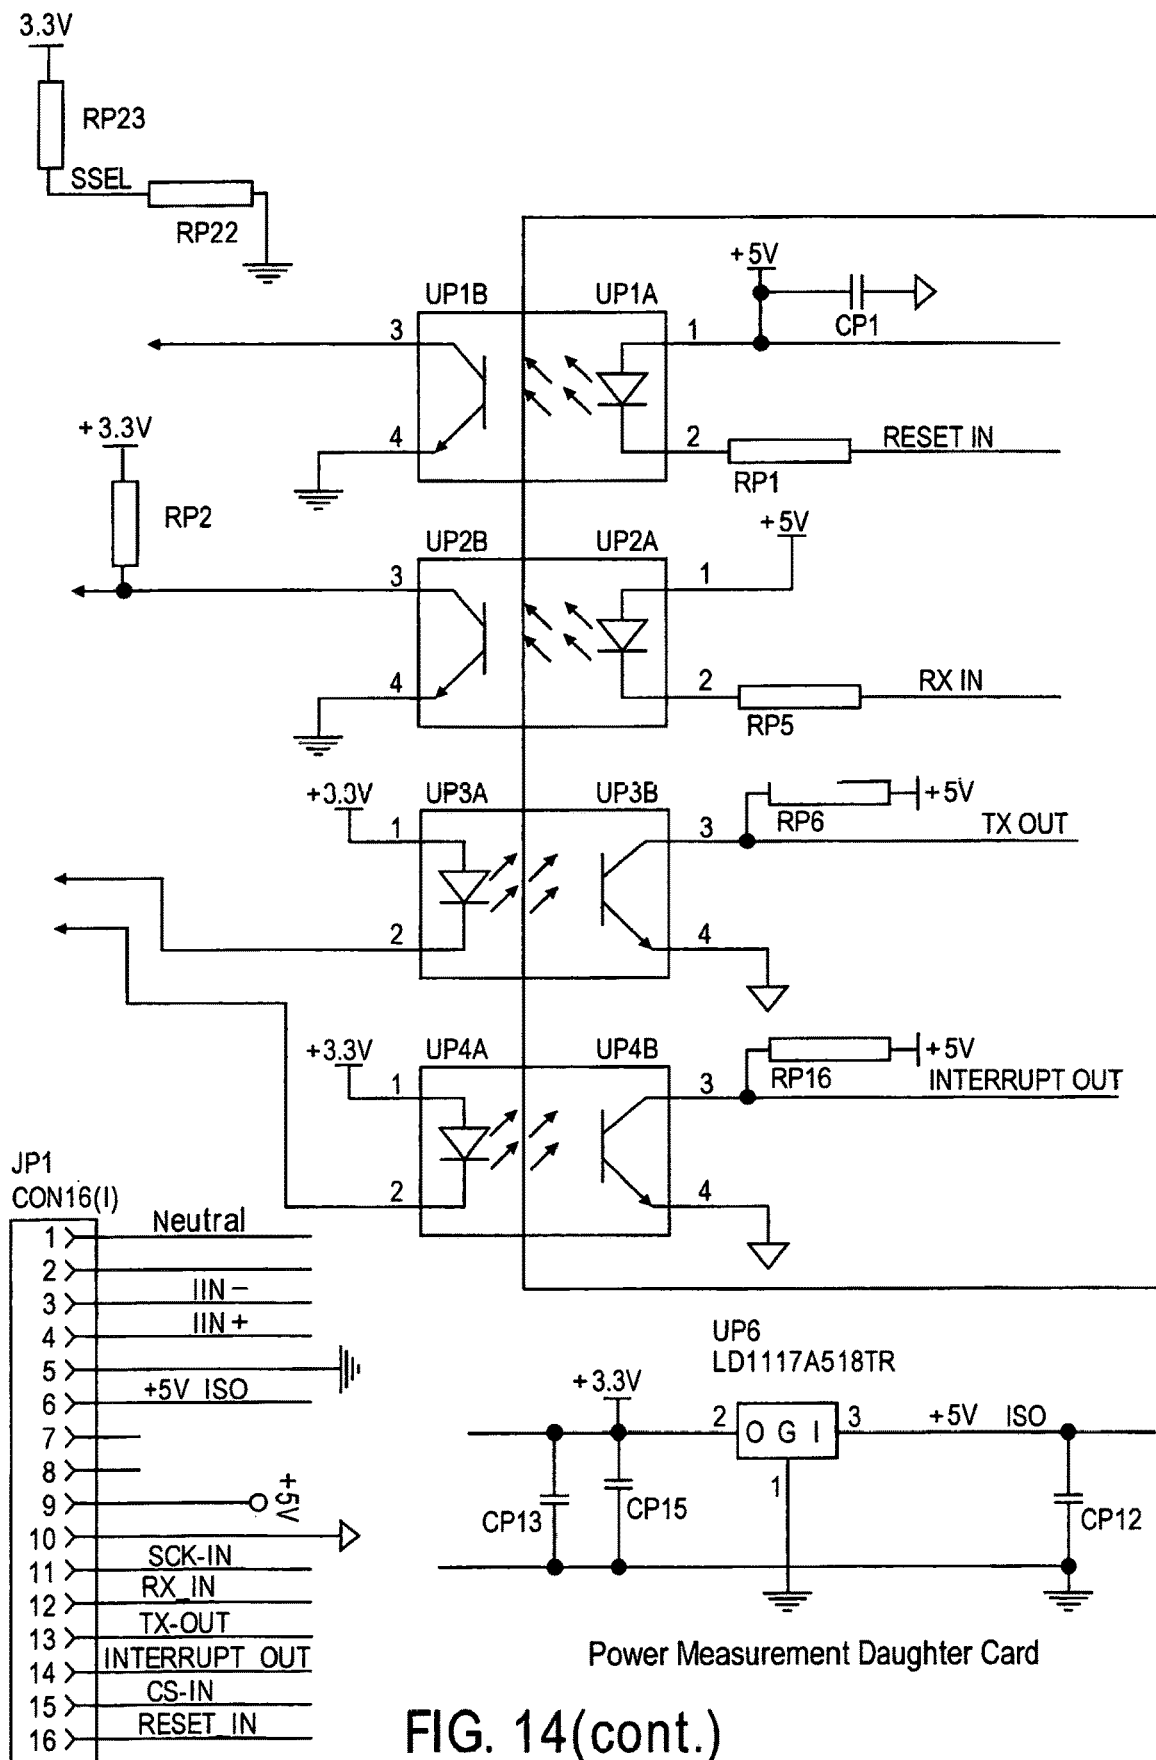 3.3V
RP23
SSEL
RP22
+5V
CP1
UP1B
UP1A
3
1
4
2
RESET IN
RP1
+3.3V
RP2
UP2B
UP2A
+5V
3
1
4
2
RX IN
RP5
+3.3V
UP3A
UP3B
RP6
+5V
1
3
TX OUT
2
4
+3.3V
UP4A
UP4B
RP16
+5V
1
3
INTERRUPT OUT
2
4
JP1
CON16(I)
1 Neutral
2
3 IIN-
4 IIN+
5
6 +5V ISO
7
8
9 +5V
10
11 SCK-IN
12 RX_IN
13 TX-OUT
14 INTERRUPT OUT
15 CS-IN
16 RESET_IN
UP6
LD1117A518TR
+3.3V
2 O G I 3
+5V ISO
1
CP13
CP15
CP12
Power Measurement Daughter Card
FIG. 14(cont.)